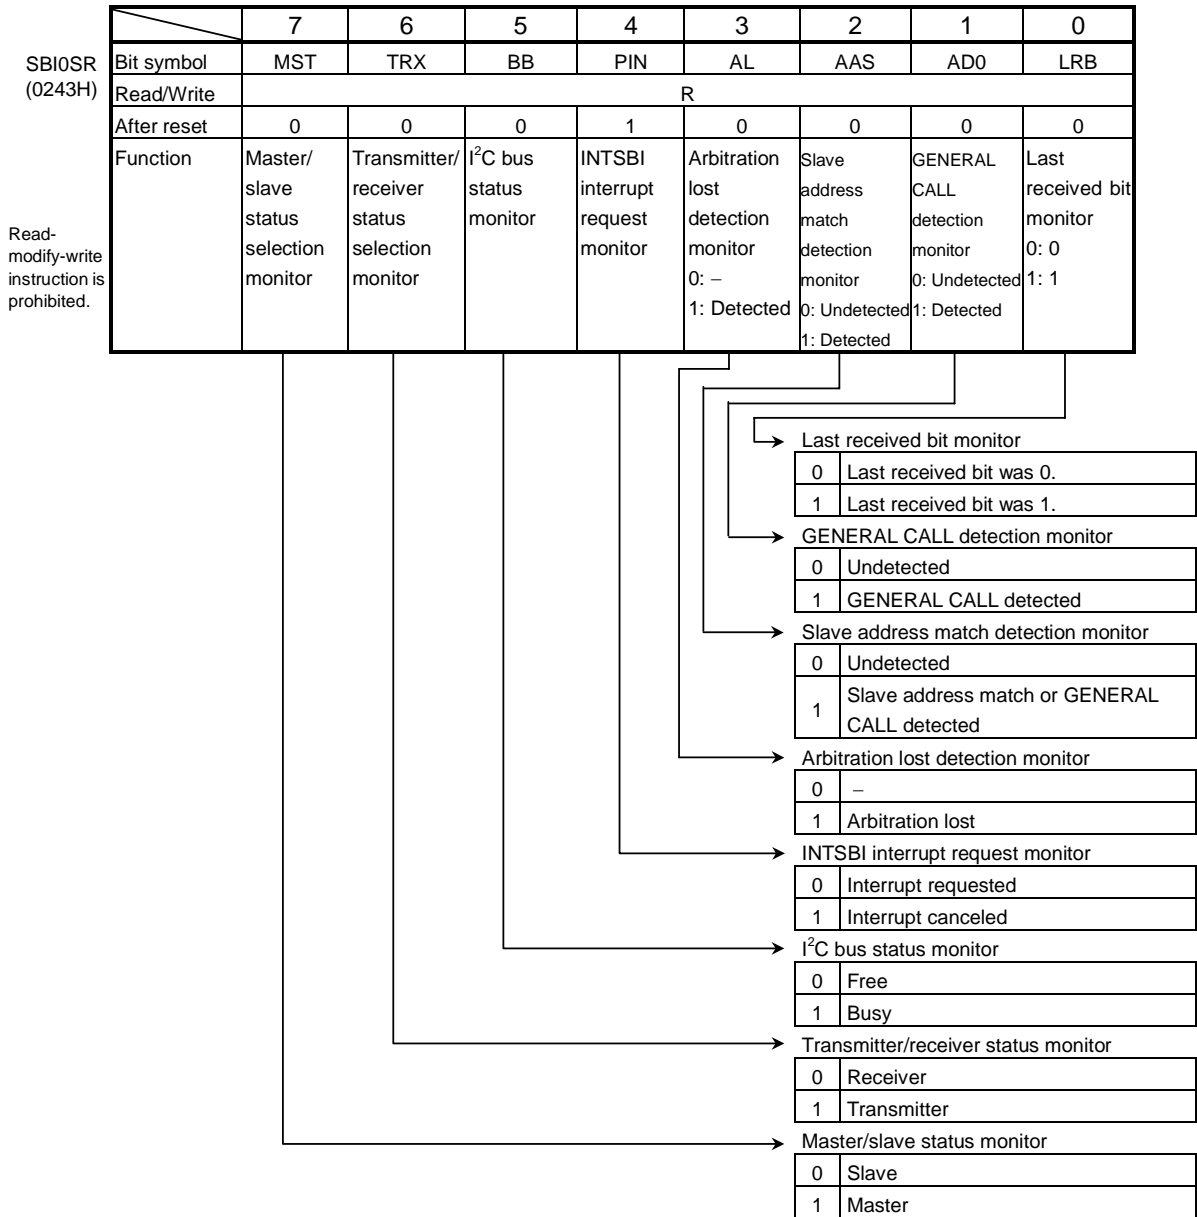 7 6 5 4 3 2 1 0
SBI0SR
(0243H)
Bit symbol MST TRX BB PIN AL AAS AD0 LRB
Read/Write R
After reset 0 0 0 1 0 0 0 0
Function
Master/
slave
status
selection
monitor
Transmitter/
receiver
status
selection
monitor
I²C bus
status
monitor
INTSBI
interrupt
request
monitor
Arbitration
lost
detection
monitor
0: –
1: Detected
Slave
address
match
detection
monitor
0: Undetected
1: Detected
GENERAL
CALL
detection
monitor
0: Undetected
1: Detected
Last
received bit
monitor
0: 0
1: 1
Read-
modify-write
instruction is
prohibited.
Last received bit monitor
0 Last received bit was 0.
1 Last received bit was 1.
GENERAL CALL detection monitor
0 Undetected
1 GENERAL CALL detected
Slave address match detection monitor
0 Undetected
1 Slave address match or GENERAL
CALL detected
Arbitration lost detection monitor
0 –
1 Arbitration lost
INTSBI interrupt request monitor
0 Interrupt requested
1 Interrupt canceled
I²C bus status monitor
0 Free
1 Busy
Transmitter/receiver status monitor
0 Receiver
1 Transmitter
Master/slave status monitor
0 Slave
1 Master